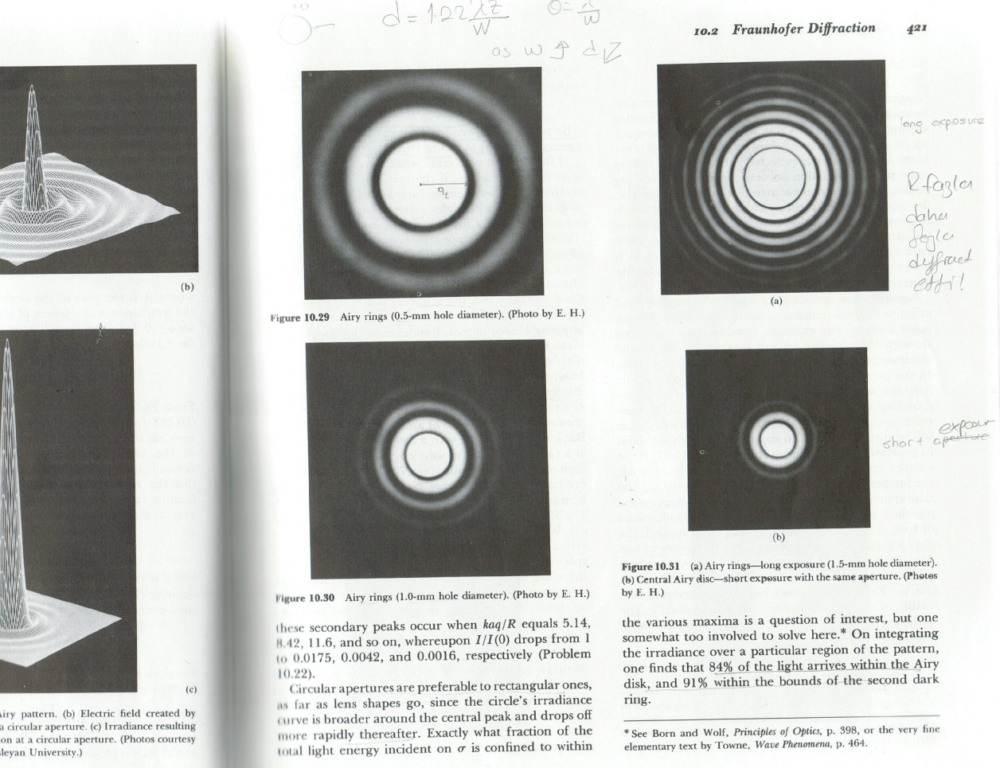 d = 1.22 λz / W
θ = λ / W
as w ↑ d ↓
10.2 Fraunhofer Diffraction 421
(b)
(c)
Airy pattern. (b) Electric field created by
a circular aperture. (c) Irradiance resulting
on at a circular aperture. (Photos courtesy
leyan University.)
q₁
Figure 10.29 Airy rings (0.5-mm hole diameter). (Photo by E. H.)
Figure 10.30 Airy rings (1.0-mm hole diameter). (Photo by E. H.)
these secondary peaks occur when kaq/R equals 5.14,
8.42, 11.6, and so on, whereupon I/I(0) drops from 1
to 0.0175, 0.0042, and 0.0016, respectively (Problem
10.22).
Circular apertures are preferable to rectangular ones,
as far as lens shapes go, since the circle's irradiance
curve is broader around the central peak and drops off
more rapidly thereafter. Exactly what fraction of the
total light energy incident on σ is confined to within
(a)
long exposure
R fazla
daha
fazla
diffract
etti!
(b)
short aperture exposure
Figure 10.31 (a) Airy rings—long exposure (1.5-mm hole diameter).
(b) Central Airy disc—short exposure with the same aperture. (Photos
by E. H.)
the various maxima is a question of interest, but one
somewhat too involved to solve here.* On integrating
the irradiance over a particular region of the pattern,
one finds that 84% of the light arrives within the Airy
disk, and 91% within the bounds of the second dark
ring.
* See Born and Wolf, Principles of Optics, p. 398, or the very fine
elementary text by Towne, Wave Phenomena, p. 464.